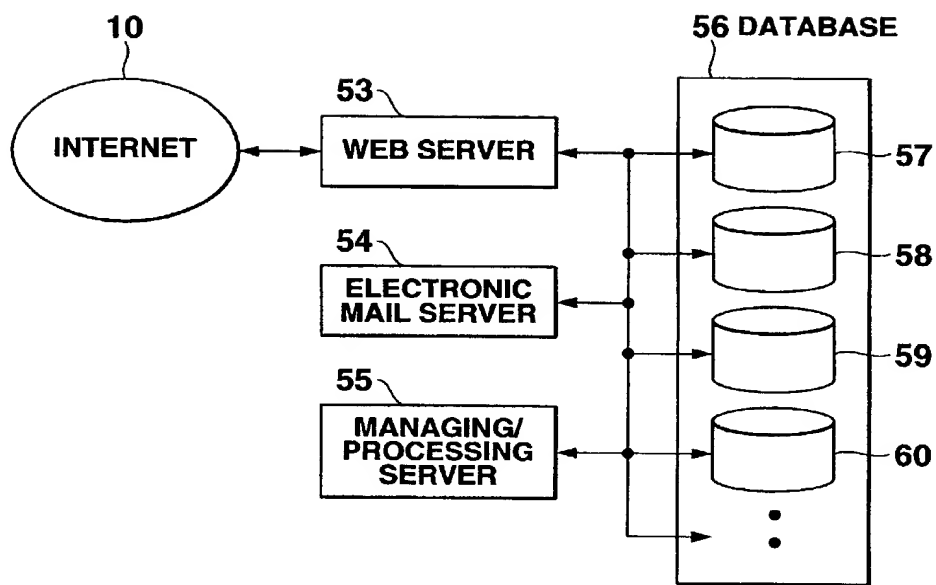 10
56 DATABASE
53
INTERNET
WEB SERVER
57
54
58
ELECTRONIC
MAIL SERVER
59
55
MANAGING/
PROCESSING
SERVER
60